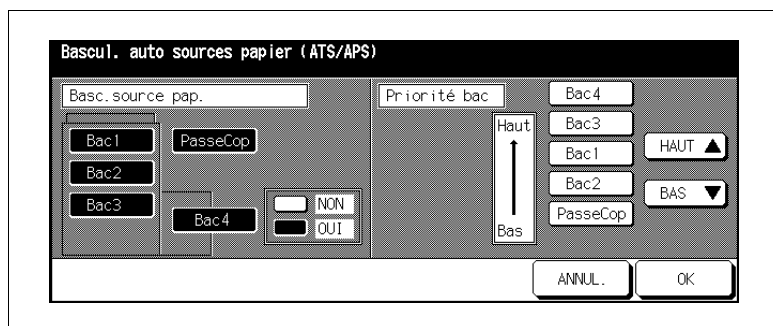 Bascul. auto sources papier (ATS/APS)
Basc.source pap.
Bac1
PasseCop
Bac2
Bac3
Bac4
NON
OUI
Priorité bac
Haut
Bas
Bac4
Bac3
Bac1
Bac2
PasseCop
HAUT
BAS
ANNUL.
OK